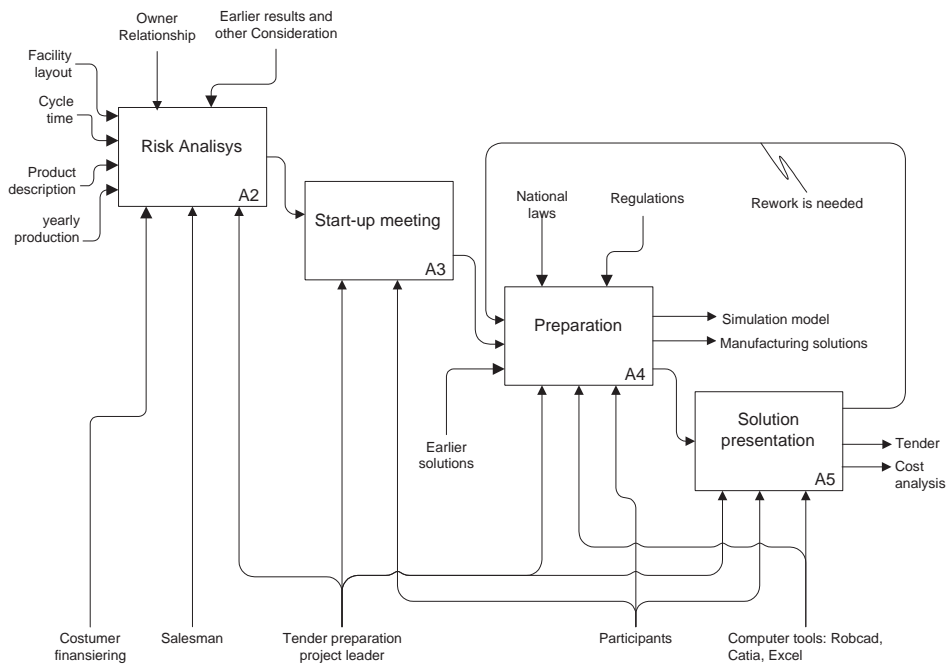 Owner
Relationship
Earlier results and
other Consideration
Facility
layout
Cycle
time
Product
description
yearly
production
Risk Analisys
A2
Start-up meeting
A3
National
laws
Regulations
Rework is needed
Preparation
A4
Simulation model
Manufacturing solutions
Earlier
solutions
Solution
presentation
A5
Tender
Cost
analysis
Costumer
finansiering
Salesman
Tender preparation
project leader
Participants
Computer tools: Robcad,
Catia, Excel